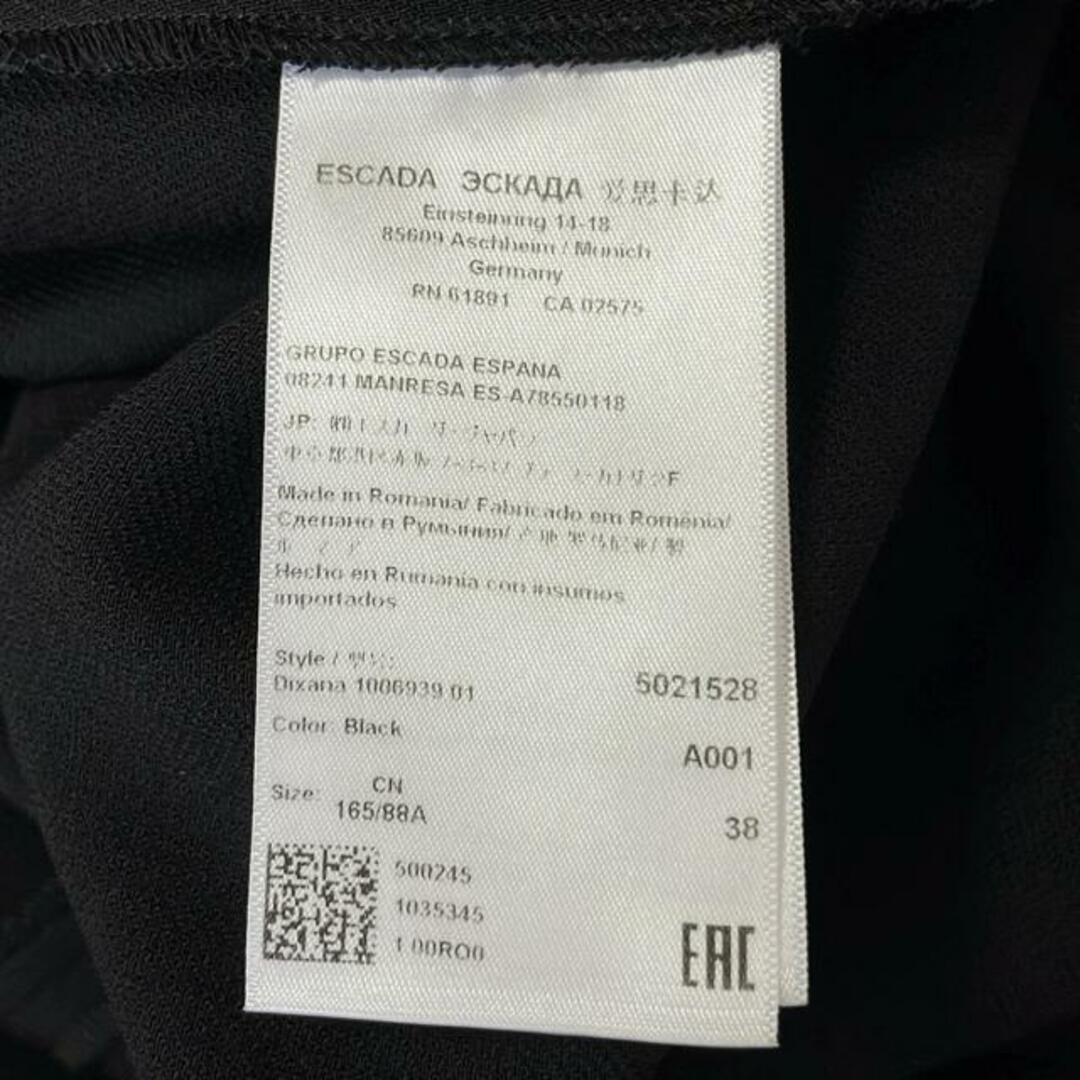 ESCADA ЭСКАДА 爱思卡达
Einsteinring 14-18
85609 Aschheim / Munich
Germany
RN 61891 CA 02575
GRUPO ESCADA ESPANA
08241 MANRESA ES-A78550118
JP:
Made in Romania/ Fabricado em Romênia/
Сделано в Румынии/
Hecho en Rumania con insumos
importados
Style /
Dixana 1006939 01 5021528
Color: Black
A001
CN
Size: 165/88A
38
500245
1035345
1 00RO0
EAC